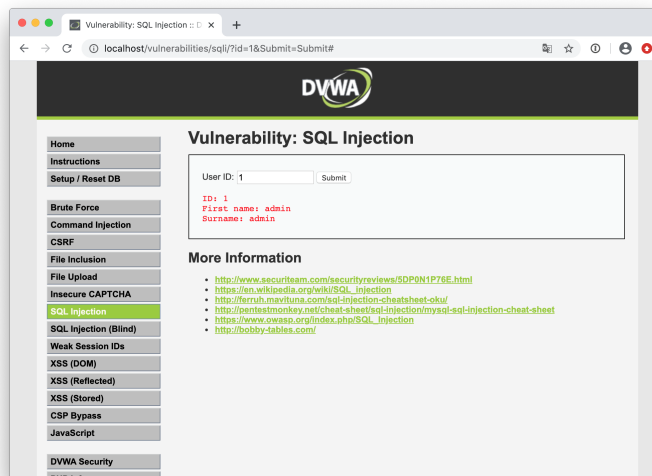 Vulnerability: SQL Injection :: D
localhost/vulnerabilities/sqli/?id=1&Submit=Submit#
DVWA
Home
Instructions
Setup / Reset DB
Brute Force
Command Injection
CSRF
File Inclusion
File Upload
Insecure CAPTCHA
SQL Injection
SQL Injection (Blind)
Weak Session IDs
XSS (DOM)
XSS (Reflected)
XSS (Stored)
CSP Bypass
JavaScript
DVWA Security
Vulnerability: SQL Injection
User ID: 1 Submit
ID: 1
First name: admin
Surname: admin
More Information
http://www.securiteam.com/securityreviews/5DP0N1P76E.html
https://en.wikipedia.org/wiki/SQL_injection
http://ferruh.mavituna.com/sql-injection-cheatsheet-oku/
http://pentestmonkey.net/cheat-sheet/sql-injection/mysql-sql-injection-cheat-sheet
https://www.owasp.org/index.php/SQL_Injection
http://bobby-tables.com/